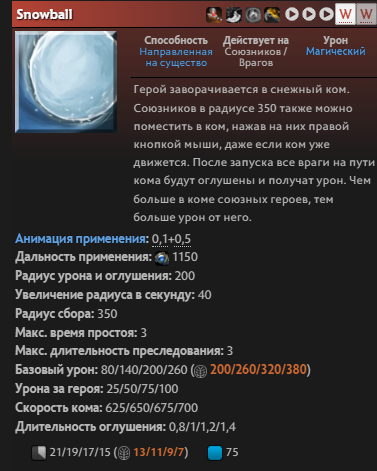 Snowball
W W
Способность
Направленная
на существо
Действует на
Союзников /
Врагов
Урон
Магический
Герой заворачивается в снежный ком.
Союзников в радиусе 350 также можно
поместить в ком, нажав на них правой
кнопкой мыши, даже если ком уже
движется. После запуска все враги на пути
кома будут оглушены и получат урон. Чем
больше в коме союзных героев, тем
больше урон от него.
Анимация применения: 0,1+0,5
Дальность применения: 1150
Радиус урона и оглушения: 200
Увеличение радиуса в секунду: 40
Радиус сбора: 350
Макс. время простоя: 3
Макс. длительность преследования: 3
Базовый урон: 80/140/200/260 (200/260/320/380)
Урона за героя: 25/50/75/100
Скорость кома: 625/650/675/700
Длительность оглушения: 0,8/1/1,2/1,4
21/19/17/15 (13/11/9/7) 75